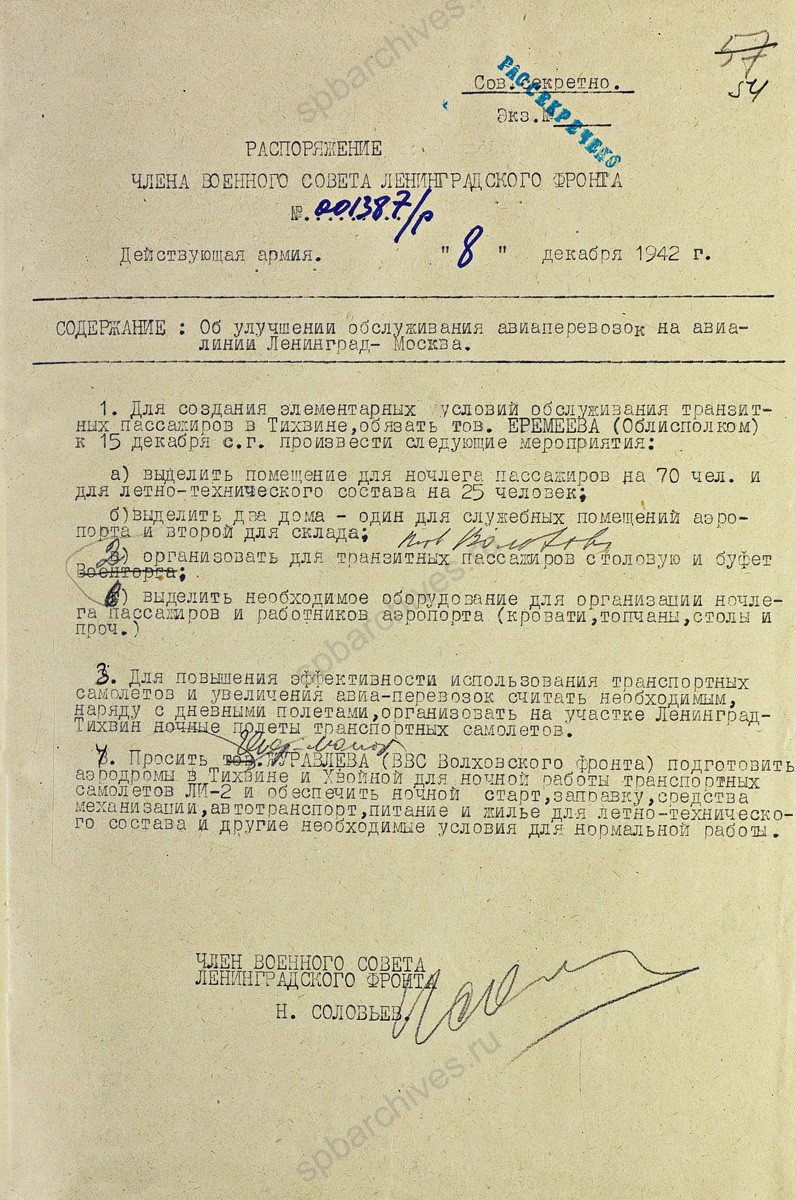 57
54
Сов.секретно.
РАССЕКРЕЧЕНО
Экз.№
РАСПОРЯЖЕНИЕ
ЧЛЕНА ВОЕННОГО СОВЕТА ЛЕНИНГРАДСКОГО ФРОНТА
№.001387/р
Действующая армия. "8" декабря 1942 г.
СОДЕРЖАНИЕ : Об улучшении обслуживания авиаперевозок на авиа-
линии Ленинград- Москва.
1. Для создания элементарных условий обслуживания транзит-
ных пассажиров в Тихвине,обязать тов. ЕРЕМЕЕВА (Облисполком)
к 15 декабря с.г. произвести следующие мероприятия:
а) выделить помещение для ночлега пассажиров на 70 чел. и
для летно-технического состава на 25 человек;
б)выделить два дома - один для служебных помещений аэро-
порта и второй для склада;
2) организовать для транзитных пассажиров столовую и буфет
Военторга;
в) выделить необходимое оборудование для организации ночле-
га пассажиров и работников аэропорта (кровати,топчаны,столы и
проч.)
3. Для повышения эффективности использования транспортных
самолетов и увеличения авиа-перевозок считать необходимым,
наряду с дневными полетами,организовать на участке Ленинград-
Тихвин ночные полеты транспортных самолетов.
4. Просить тов. ЖУРАВЛЕВА (ВВС Волховского фронта) подготовить
аэродромы в Тихвине и Хвойной для ночной работы транспортных
самолетов ЛИ-2 и обеспечить ночной старт,заправку,средства
механизации,автотранспорт,питание и жилье для летно-техническо-
го состава и другие необходимые условия для нормальной работы.
ЧЛЕН ВОЕННОГО СОВЕТА
ЛЕНИНГРАДСКОГО ФРОНТА
Н. СОЛОВЬЕВ.
spbarchives.ru
spbarchives.ru
spbarchives.ru